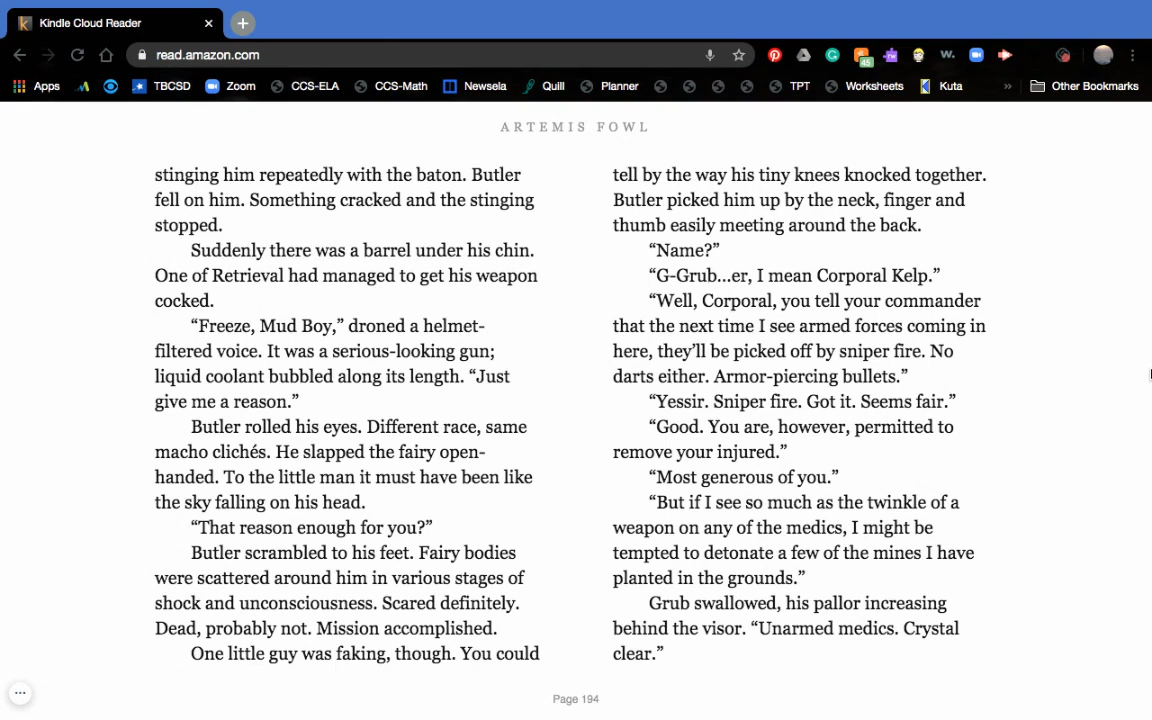 Kindle Cloud Reader
read.amazon.com
45
Apps
TBCSD
Zoom
CCS-ELA
CCS-Math
Newsela
Quill
Planner
TPT
Worksheets
Kuta
»
Other Bookmarks
ARTEMIS FOWL
stinging him repeatedly with the baton. Butler
fell on him. Something cracked and the stinging
stopped.
Suddenly there was a barrel under his chin.
One of Retrieval had managed to get his weapon
cocked.
“Freeze, Mud Boy,” droned a helmet-
filtered voice. It was a serious-looking gun;
liquid coolant bubbled along its length. “Just
give me a reason.”
Butler rolled his eyes. Different race, same
macho clichés. He slapped the fairy open-
handed. To the little man it must have been like
the sky falling on his head.
“That reason enough for you?”
Butler scrambled to his feet. Fairy bodies
were scattered around him in various stages of
shock and unconsciousness. Scared definitely.
Dead, probably not. Mission accomplished.
One little guy was faking, though. You could
tell by the way his tiny knees knocked together.
Butler picked him up by the neck, finger and
thumb easily meeting around the back.
“Name?”
“G-Grub...er, I mean Corporal Kelp.”
“Well, Corporal, you tell your commander
that the next time I see armed forces coming in
here, they’ll be picked off by sniper fire. No
darts either. Armor-piercing bullets.”
“Yessir. Sniper fire. Got it. Seems fair.”
“Good. You are, however, permitted to
remove your injured.”
“Most generous of you.”
“But if I see so much as the twinkle of a
weapon on any of the medics, I might be
tempted to detonate a few of the mines I have
planted in the grounds.”
Grub swallowed, his pallor increasing
behind the visor. “Unarmed medics. Crystal
clear.”
Page 194